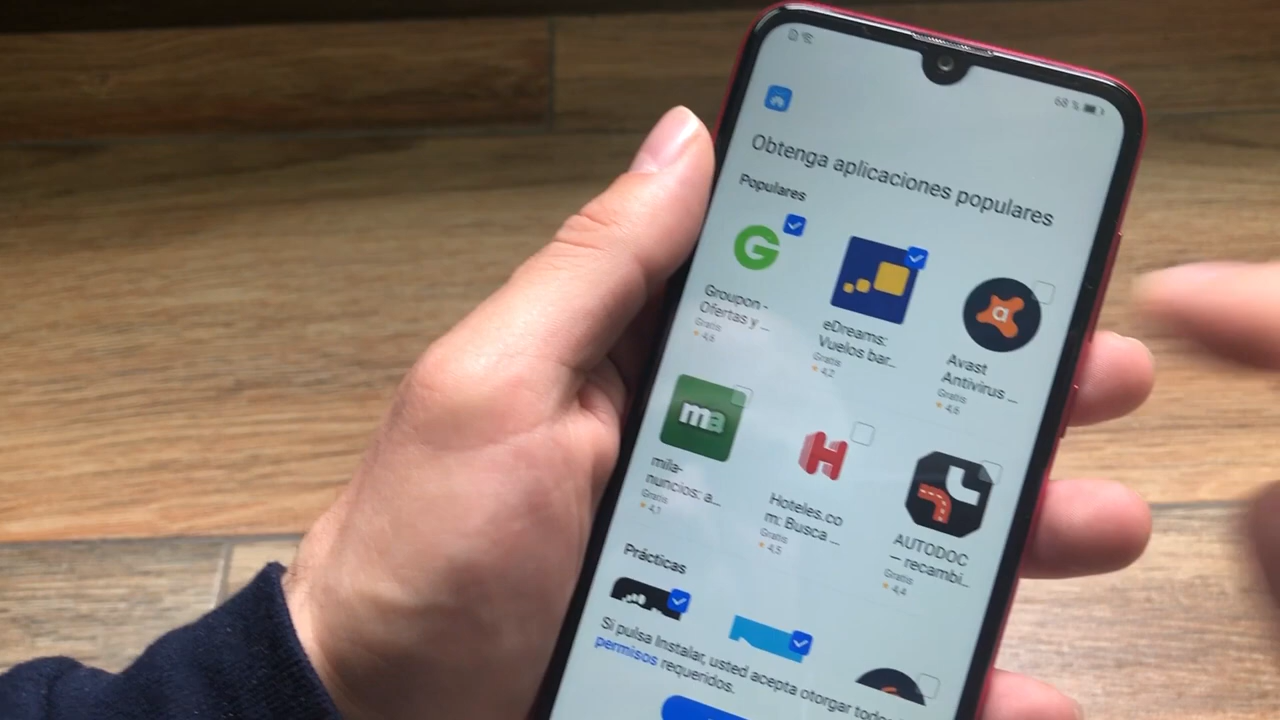 68 %
Obtenga aplicaciones populares
Populares
G
Groupon -
Ofertas y ...
Gratis
4,6
eDreams:
Vuelos bar...
Gratis
4,2
a
Avast
Antivirus ...
Gratis
4,6
ma
mila-
nuncios: a...
Gratis
4,1
H
Hoteles.co
m: Busca ...
Gratis
4,5
AUTODOC
— recambi...
Gratis
4,4
Prácticas
Si pulsa Instalar, usted acepta otorgar todos
permisos requeridos.